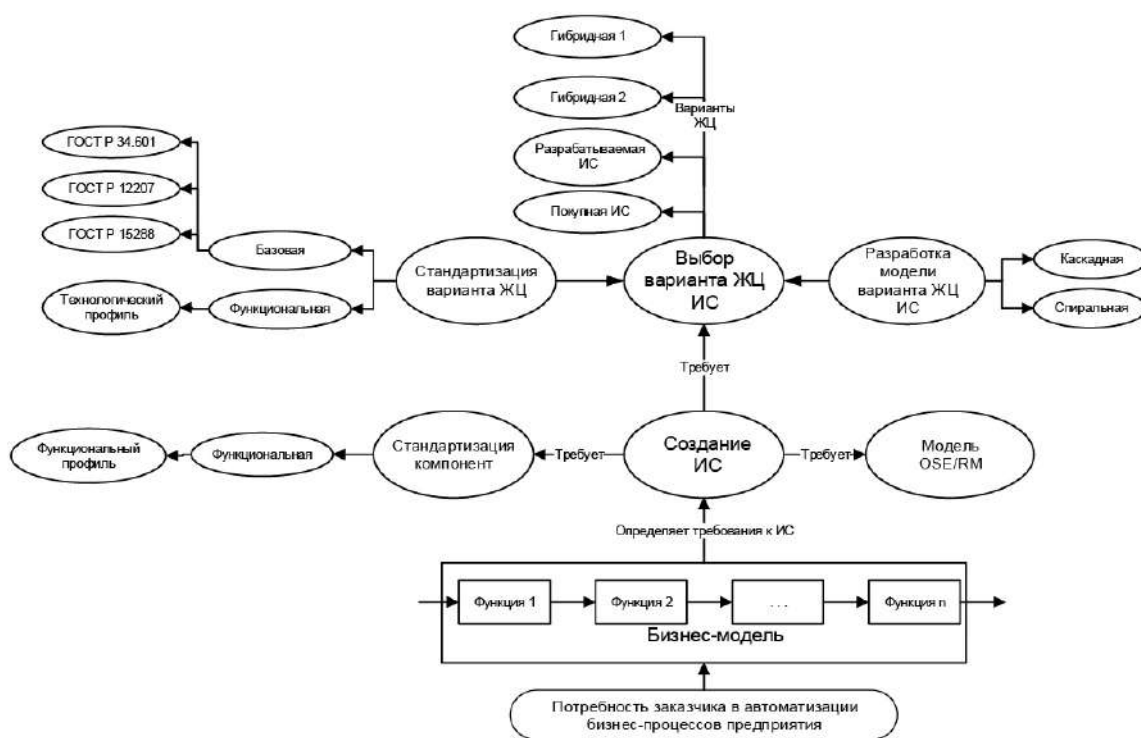 Гибридная 1
Гибридная 2
Варианты
ЖЦ
Разрабатываемая
ИС
Покупная ИС
ГОСТ Р 34.601
ГОСТ Р 12207
ГОСТ Р 15288
Базовая
Технологический
профиль
Функциональная
Стандартизация
варианта ЖЦ
Выбор
варианта ЖЦ
ИС
Разработка
модели
варианта ЖЦ
ИС
Каскадная
Спиральная
Требует
Функциональный
профиль
Функциональная
Стандартизация
компонент
Требует
Создание
ИС
Требует
Модель
OSE/RM
Определяет требования к ИС
Функция 1
Функция 2
. . .
Функция n
Бизнес-модель
Потребность заказчика в автоматизации
бизнес-процессов предприятия